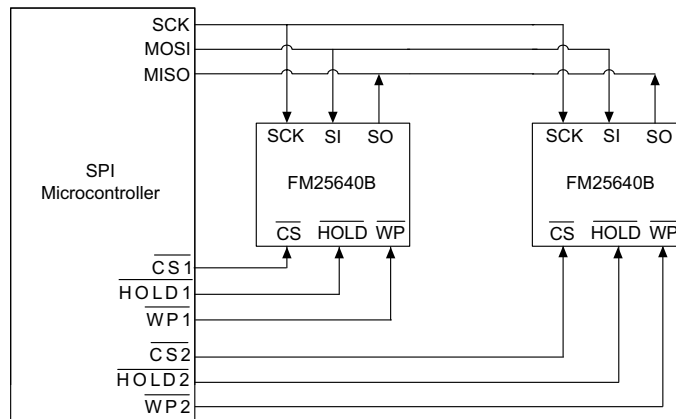 SCK
MOSI
MISO
SPI
Microcontroller
CS1
HOLD1
WP1
CS2
HOLD2
WP2
SCK SI SO
FM25640B
CS HOLD WP
SCK SI SO
FM25640B
CS HOLD WP